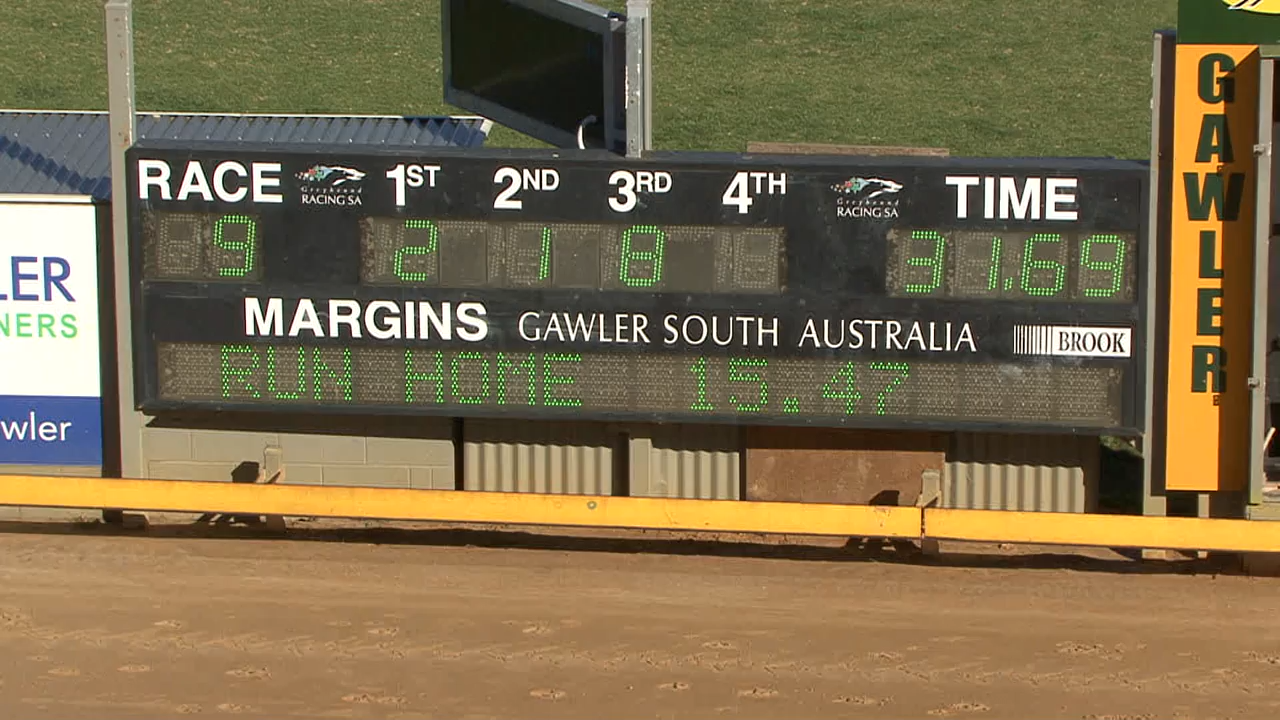 RACE
Greyhound
RACING SA
1ST
2ND
3RD
4TH
Greyhound
RACING SA
TIME
9
2
1
8
31.69
MARGINS
GAWLER SOUTH AUSTRALIA
BROOK
RUN HOME 15.47
GAWLER
LER
NERS
wler